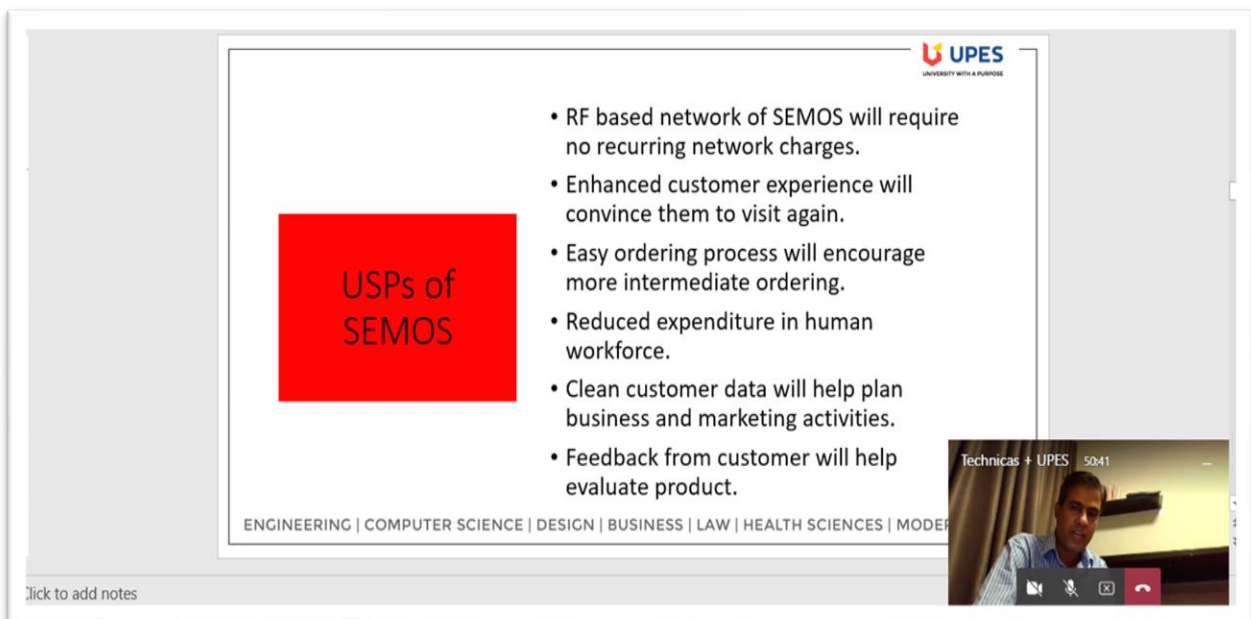 UPES
UNIVERSITY WITH A PURPOSE
USPs of
SEMOS
• RF based network of SEMOS will require
no recurring network charges.
• Enhanced customer experience will
convince them to visit again.
• Easy ordering process will encourage
more intermediate ordering.
• Reduced expenditure in human
workforce.
• Clean customer data will help plan
business and marketing activities.
• Feedback from customer will help
evaluate product.
ENGINEERING | COMPUTER SCIENCE | DESIGN | BUSINESS | LAW | HEALTH SCIENCES | MODE
Technicas + UPES 50:41
lick to add notes